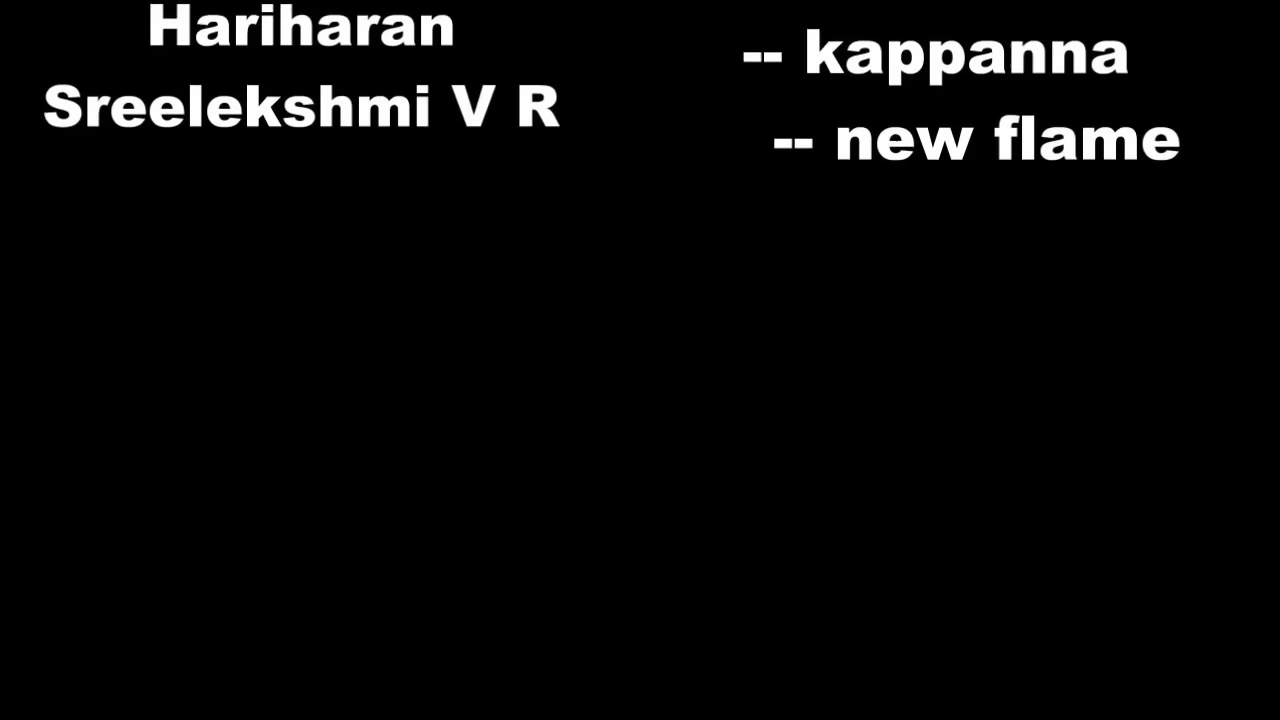 Hariharan
-- kappanna
Sreelekshmi V R
-- new flame